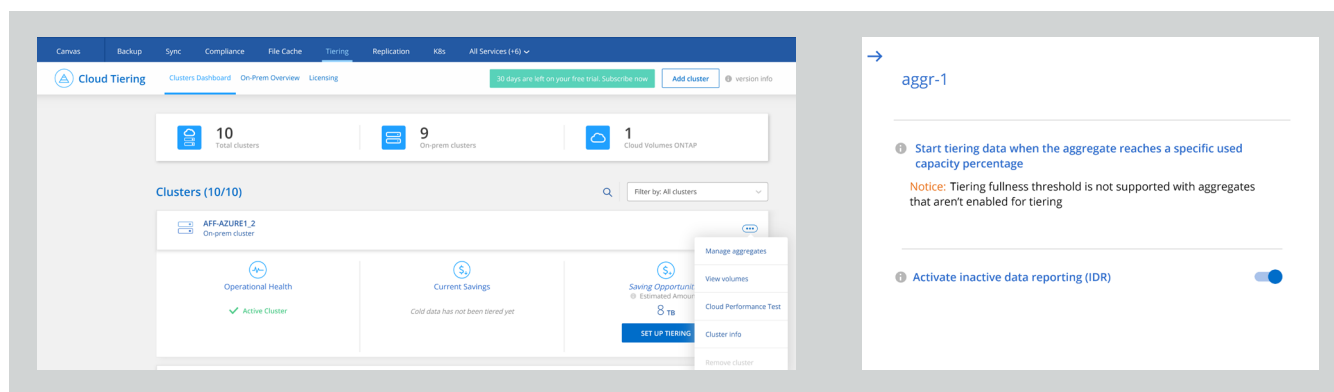 Canvas Backup Sync Compliance File Cache Tiering Replication K8s All Services (+6)
Cloud Tiering Clusters Dashboard On-Prem Overview Licensing 30 days are left on your free trial. Subscribe now Add cluster version info
10 9 1
Total clusters On-prem clusters Cloud Volumes ONTAP
Clusters (10/10) Filter by: All clusters
AFF-AZURE1_2
On-prem cluster
Manage aggregates
View volumes
Cloud Performance Test
Cluster info
Remove cluster
Operational Health Current Savings Saving Opportunit
Estimated Amoun
Active Cluster Cold data has not been tiered yet 8 TB
SET UP TIERING
aggr-1
Start tiering data when the aggregate reaches a specific used
capacity percentage
Notice: Tiering fullness threshold is not supported with aggregates
that aren't enabled for tiering
Activate inactive data reporting (IDR)